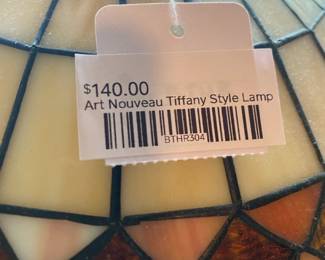 $140.00
Art Nouveau Tiffany Style Lamp
BTHR304